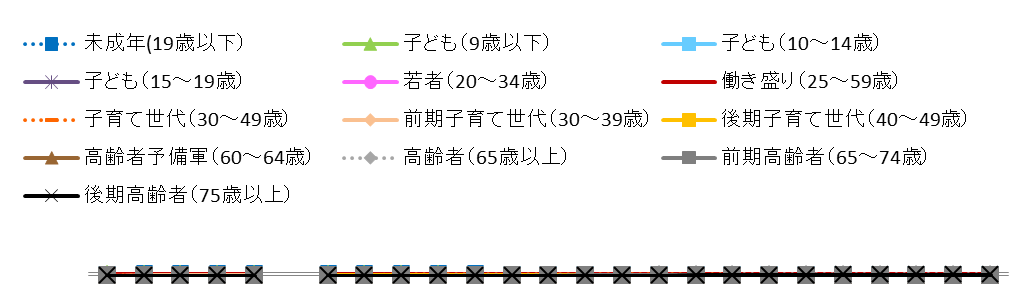 未成年(19歳以下) 子ども(9歳以下) 子ども(10～14歳)
子ども(15～19歳) 若者(20～34歳) 働き盛り(25～59歳)
子育て世代(30～49歳) 前期子育て世代(30～39歳) 後期子育て世代(40～49歳)
高齢者予備軍(60～64歳) 高齢者(65歳以上) 前期高齢者(65～74歳)
後期高齢者(75歳以上)